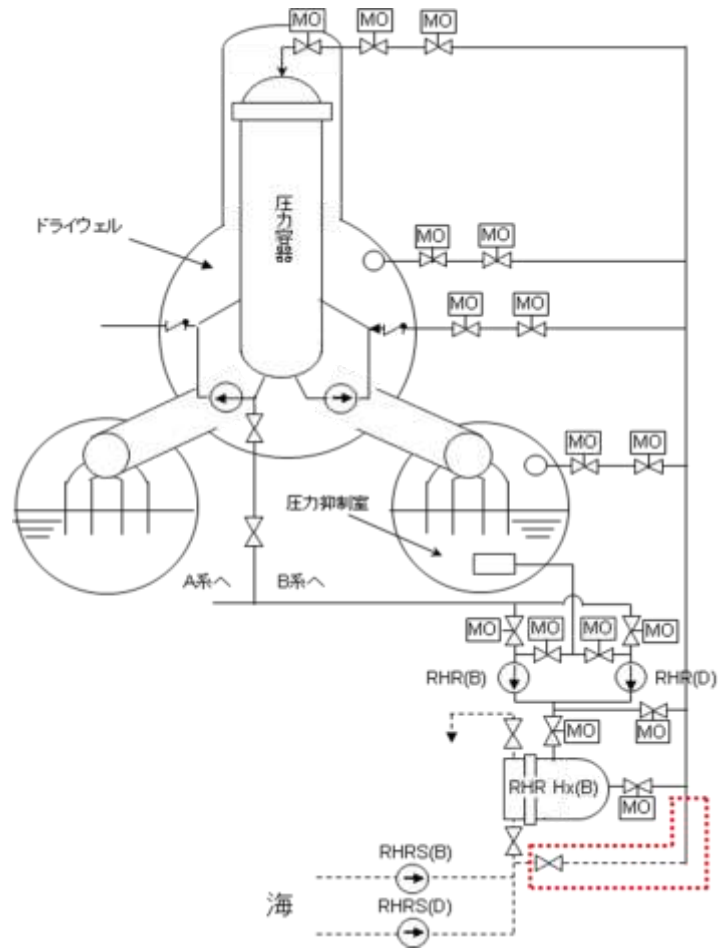 MO MO MO
圧力容器
ドライウェル
MO MO
MO MO
MO MO
圧力抑制室
A系へ B系へ
MO MO MO MO
RHR(B) RHR(D)
MO MO
RHR Hx(B)
MO
RHRS(B)
海
RHRS(D)